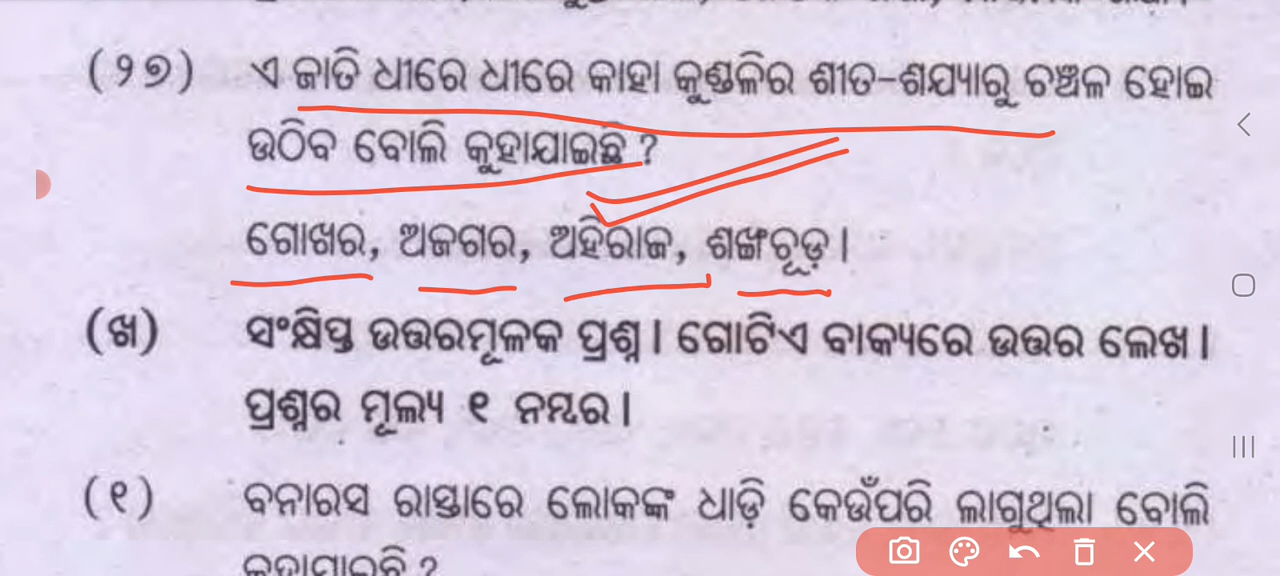 (୨୭) ଏ ଜାତି ଧୀରେ ଧୀରେ କାହା କୁଣ୍ଡଳିର ଶୀତ-ଶଯ୍ୟାରୁ ଚଞ୍ଚଳ ହୋଇ
ଉଠିବ ବୋଲି କୁହାଯାଇଛି ?
ଗୋଖର, ଅଜଗର, ଅହିରାଜ, ଶଙ୍ଖଚୂଡ଼ ।
(ଖ) ସଂକ୍ଷିପ୍ତ ଉତ୍ତରମୂଳକ ପ୍ରଶ୍ନ । ଗୋଟିଏ ବାକ୍ୟରେ ଉତ୍ତର ଲେଖ ।
ପ୍ରଶ୍ନର ମୂଲ୍ୟ ୧ ନମ୍ବର ।
(୧) ବନାରସ ରାସ୍ତାରେ ଲୋକଙ୍କ ଧାଡ଼ି କେଉଁପରି ଲାଗୁଥିଲା ବୋଲି
କୁହାଯାଇଛି ?